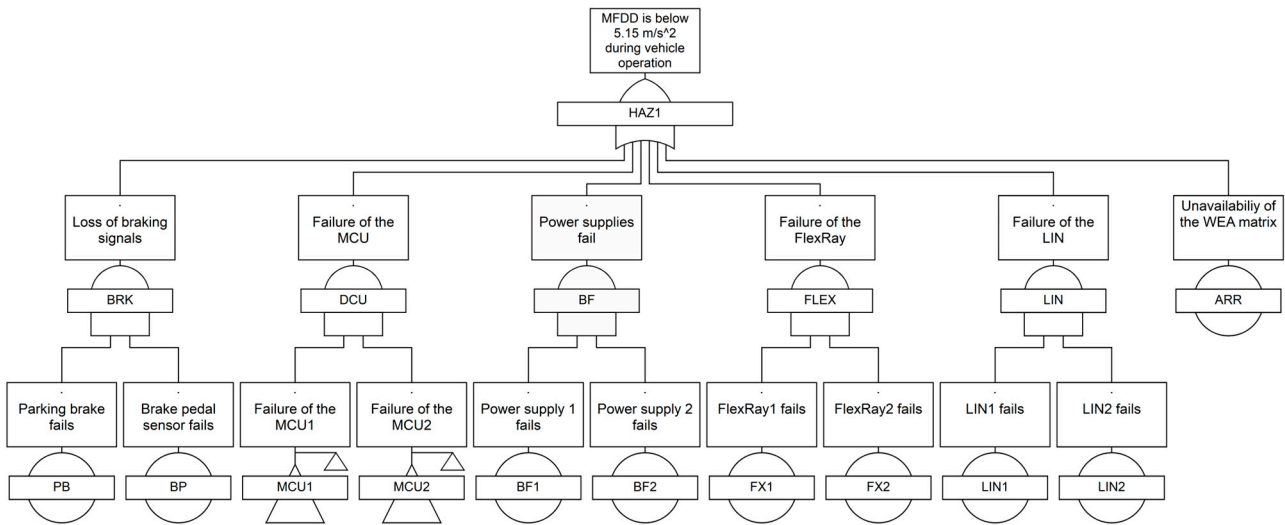 MFDD is below
5.15 m/s^2
during vehicle
operation
HAZ1
Loss of braking
signals
Failure of the
MCU
Power supplies
fail
Failure of the
FlexRay
Failure of the
LIN
Unavailabiliy of
the WEA matrix
BRK
DCU
BF
FLEX
LIN
ARR
Parking brake
fails
Brake pedal
sensor fails
Failure of the
MCU1
Failure of the
MCU2
Power supply 1
fails
Power supply 2
fails
FlexRay1 fails
FlexRay2 fails
LIN1 fails
LIN2 fails
PB
BP
MCU1
MCU2
BF1
BF2
FX1
FX2
LIN1
LIN2